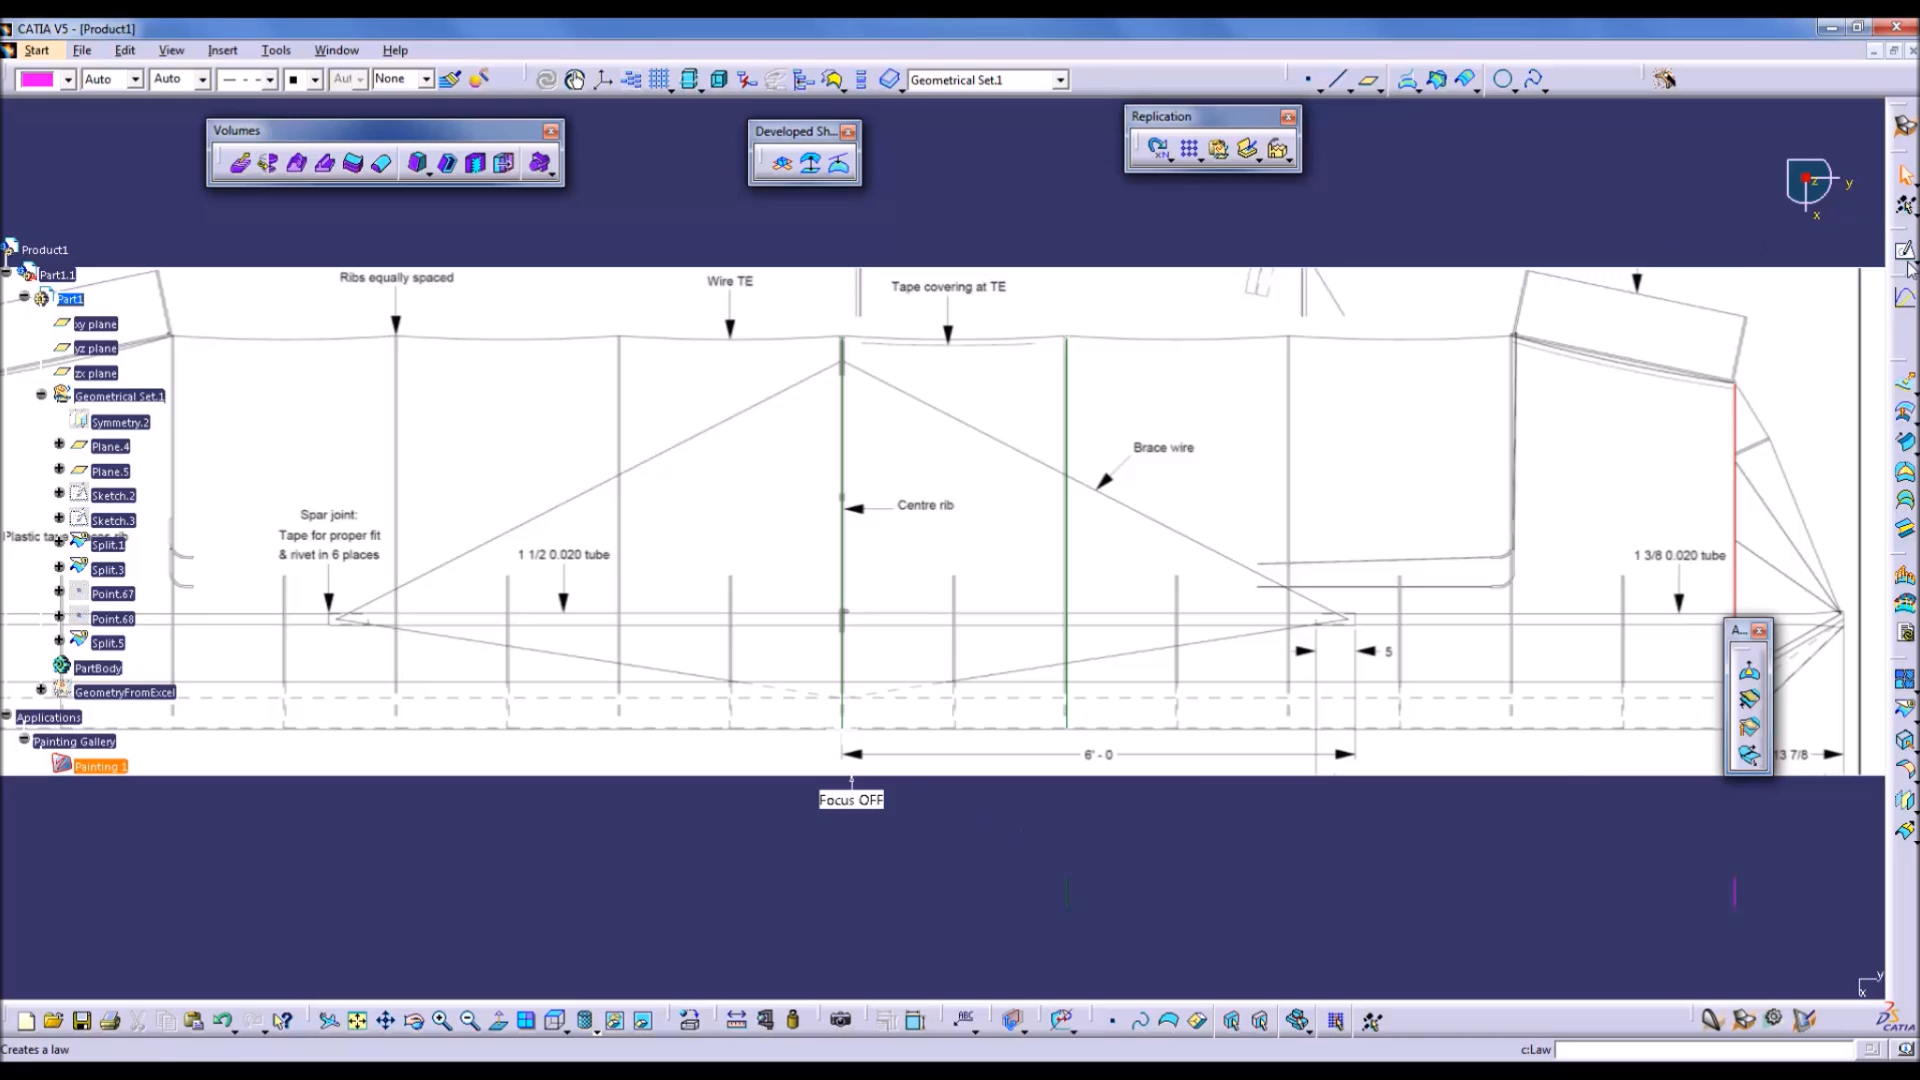 CATIA V5 - [Product1]
Start File Edit View Insert Tools Window Help
Auto Auto Aut None Geometrical Set.1
Volumes
Developed Sh...
Replication
z y
x
Product1
Part1.1
Part1
xy plane
yz plane
zx plane
Geometrical Set.1
Symmetry.2
Plane.4
Plane.5
Sketch.2
Sketch.3
Split.1
Split.3
Point.67
Point.68
Split.5
PartBody
GeometryFromExcel
Applications
Painting Gallery
Painting 1
Ribs equally spaced
Wire TE
Tape covering at TE
Brace wire
Centre rib
Spar joint:
Tape for proper fit
& rivet in 6 places
Plastic
1 1/2 0.020 tube
1 3/8 0.020 tube
5
6' - 0
13 7/8
A...
Focus OFF
y
x
ABC
CATIA
Creates a law
c:Law